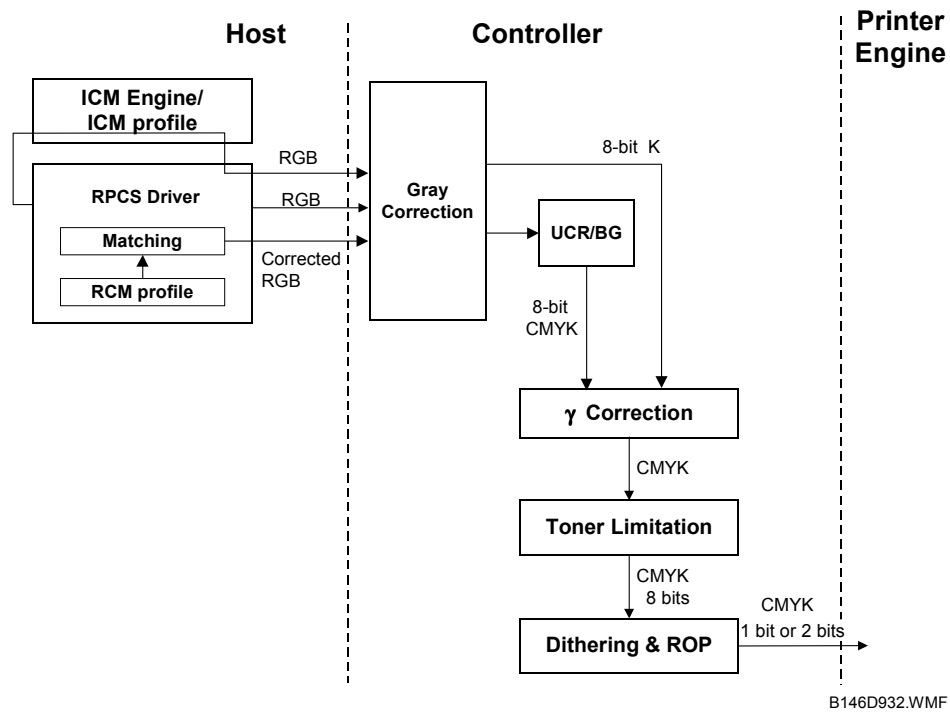 Host
Controller
Printer
Engine
ICM Engine/
ICM profile
RPCS Driver
Matching
RCM profile
RGB
RGB
Corrected
RGB
Gray
Correction
8-bit K
UCR/BG
8-bit
CMYK
γ Correction
CMYK
Toner Limitation
CMYK
8 bits
Dithering & ROP
CMYK
1 bit or 2 bits
B146D932.WMF